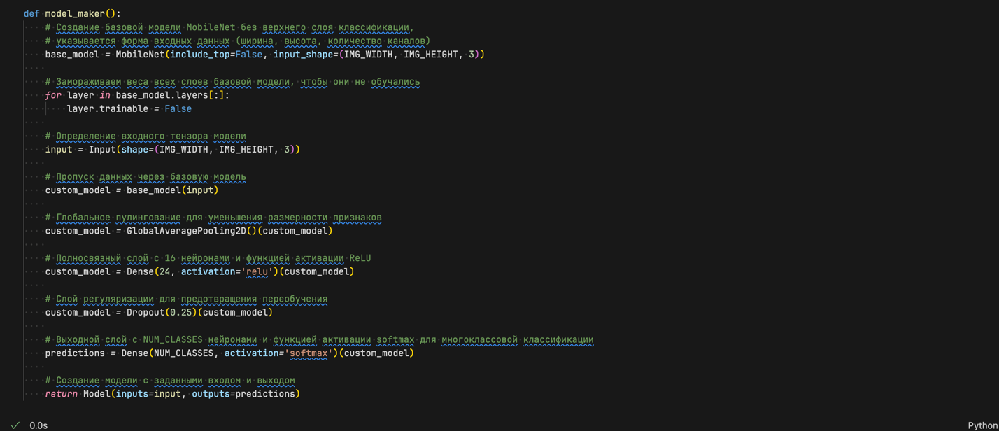 def model_maker():
    # Создание базовой модели MobileNet без верхнего слоя классификации,
    # указывается форма входных данных (ширина, высота, количество каналов)
    base_model = MobileNet(include_top=False, input_shape=(IMG_WIDTH, IMG_HEIGHT, 3))
    # Замораживаем веса всех слоев базовой модели, чтобы они не обучались
    for layer in base_model.layers[:]:
        layer.trainable = False
    # Определение входного тензора модели
    input = Input(shape=(IMG_WIDTH, IMG_HEIGHT, 3))
    # Пропуск данных через базовую модель
    custom_model = base_model(input)
    # Глобальное пулингование для уменьшения размерности признаков
    custom_model = GlobalAveragePooling2D()(custom_model)
    # Полносвязный слой с 16 нейронами и функцией активации ReLU
    custom_model = Dense(24, activation='relu')(custom_model)
    # Слой регуляризации для предотвращения переобучения
    custom_model = Dropout(0.25)(custom_model)
    # Выходной слой с NUM_CLASSES нейронами и функцией активации softmax для многоклассовой классификации
    predictions = Dense(NUM_CLASSES, activation='softmax')(custom_model)
    # Создание модели с заданными входом и выходом
    return Model(inputs=input, outputs=predictions)
0.0s
Python